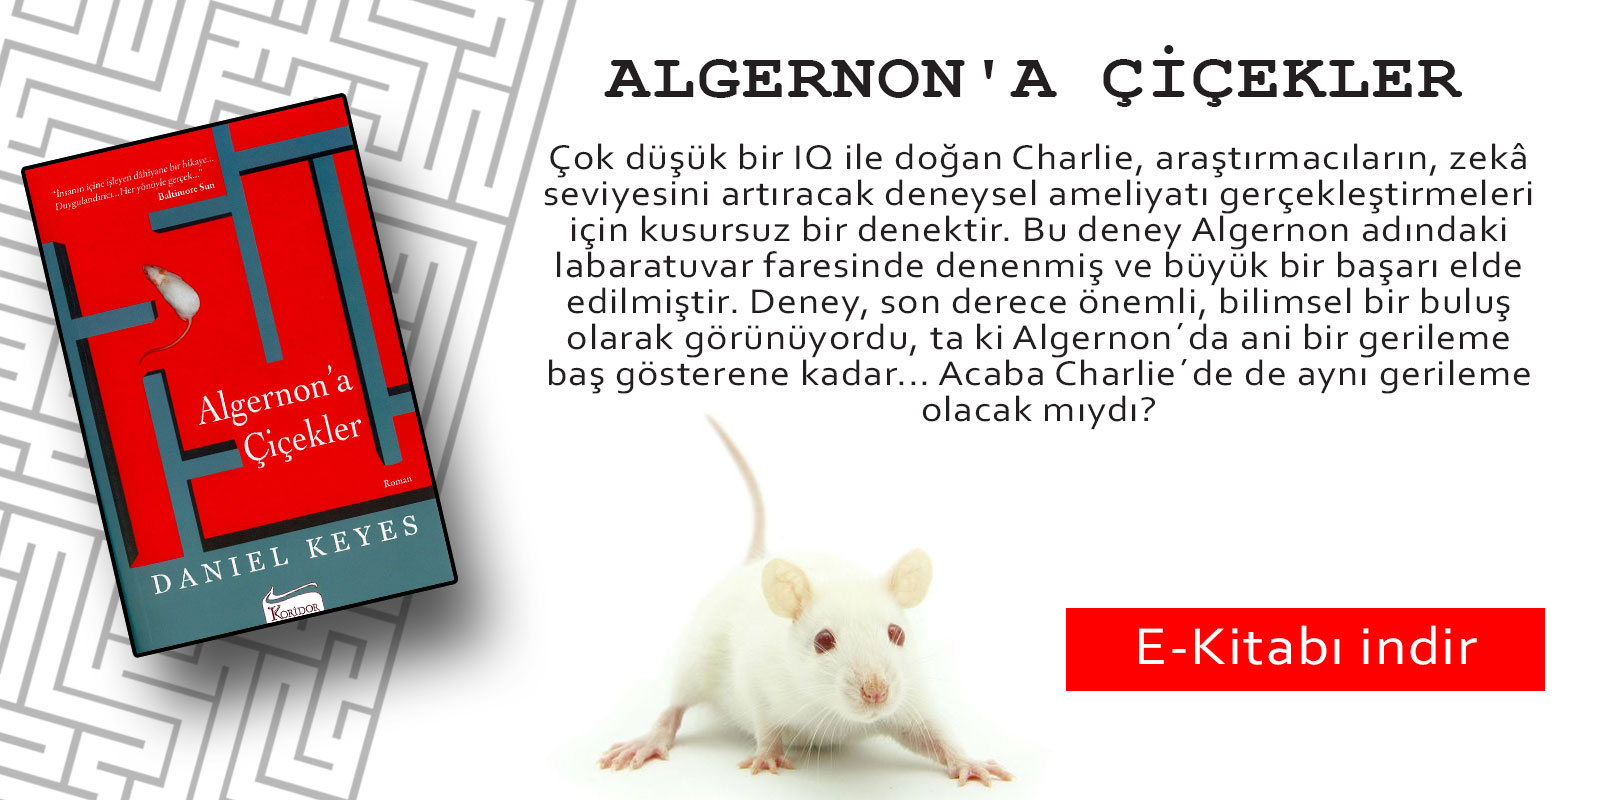 ALGERNON'A ÇİÇEKLER
Çok düşük bir IQ ile doğan Charlie, araştırmacıların, zekâ
seviyesini artıracak deneysel ameliyatı gerçekleştirmeleri
için kusursuz bir denektir. Bu deney Algernon adındaki
labaratuvar faresinde denenmiş ve büyük bir başarı elde
edilmiştir. Deney, son derece önemli, bilimsel bir buluş
olarak görünüyordu, ta ki Algernon´da ani bir gerileme
baş gösterene kadar... Acaba Charlie´de de aynı gerileme
olacak mıydı?
"İnsanın içine işleyen dâhiyane bir hikaye...
Duygulandırıcı...Her yönüyle gerçek..."
Baltimore Sun
Algernon'a
Çiçekler
Roman
DANIEL KEYES
KORİDOR
E-Kitabı indir